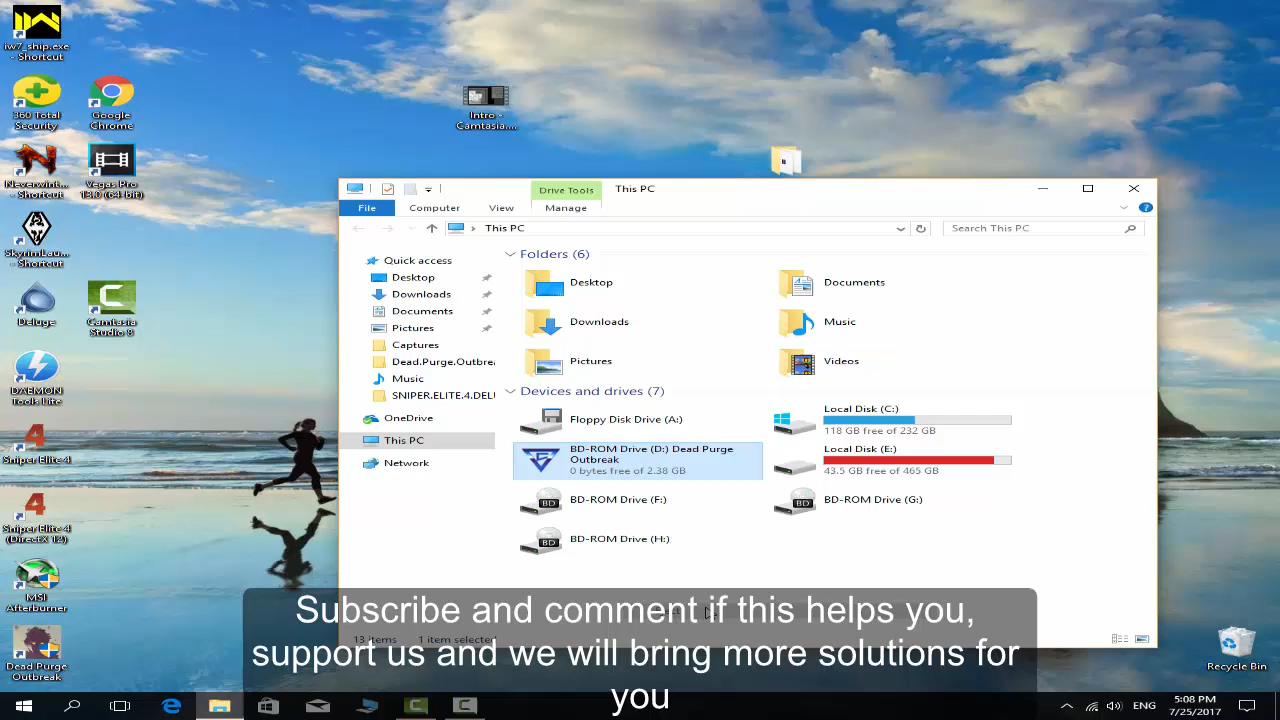 iw7_ship.exe
- Shortcut
360 Total
Security
Google
Chrome
Neverwint...
- Shortcut
Vegas Pro
13.0 (64-bit)
SkyrimLau...
- Shortcut
Deluge
Camtasia
Studio 8
DAEMON
Tools Lite
Sniper Elite 4
Sniper Elite 4
(DirectX 12)
MSI
Afterburner
Dead Purge
Outbreak
Intro -
Camtasia....
Drive Tools
This PC
File
Computer
View
Manage
This PC
Search This PC
Quick access
Desktop
Downloads
Documents
Pictures
Captures
Dead.Purge.Outbrea
Music
SNIPER.ELITE.4.DELU
OneDrive
This PC
Network
Folders (6)
Desktop
Documents
Downloads
Music
Pictures
Videos
Devices and drives (7)
Floppy Disk Drive (A:)
Local Disk (C:)
118 GB free of 232 GB
BD-ROM Drive (D:) Dead Purge
Outbreak
0 bytes free of 2.38 GB
Local Disk (E:)
43.5 GB free of 465 GB
BD-ROM Drive (F:)
BD
BD-ROM Drive (G:)
BD
BD-ROM Drive (H:)
BD
13 items
1 item selected
Subscribe and comment if this helps you,
support us and we will bring more solutions for
you
Recycle Bin
ENG
5:08 PM
7/25/2017